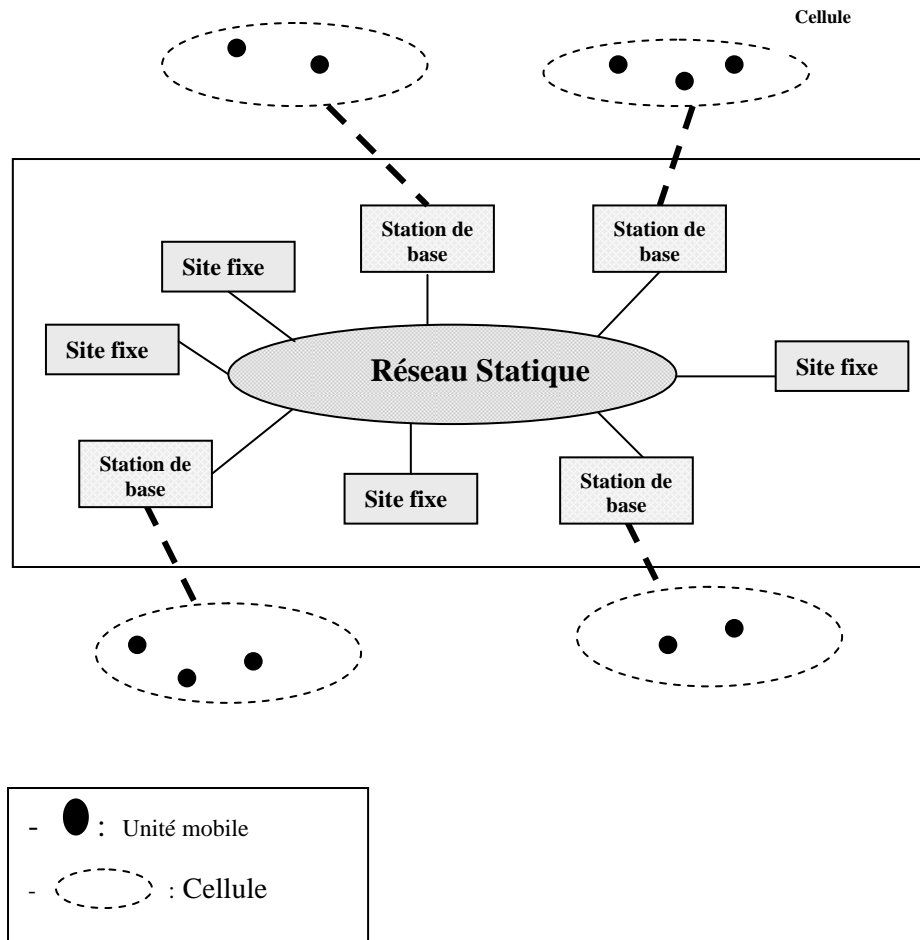 Cellule
Station de
base
Station de
base
Site fixe
Site fixe
Réseau Statique
Site fixe
Station de
base
Site fixe
Station de
base
- : Unité mobile
- : Cellule